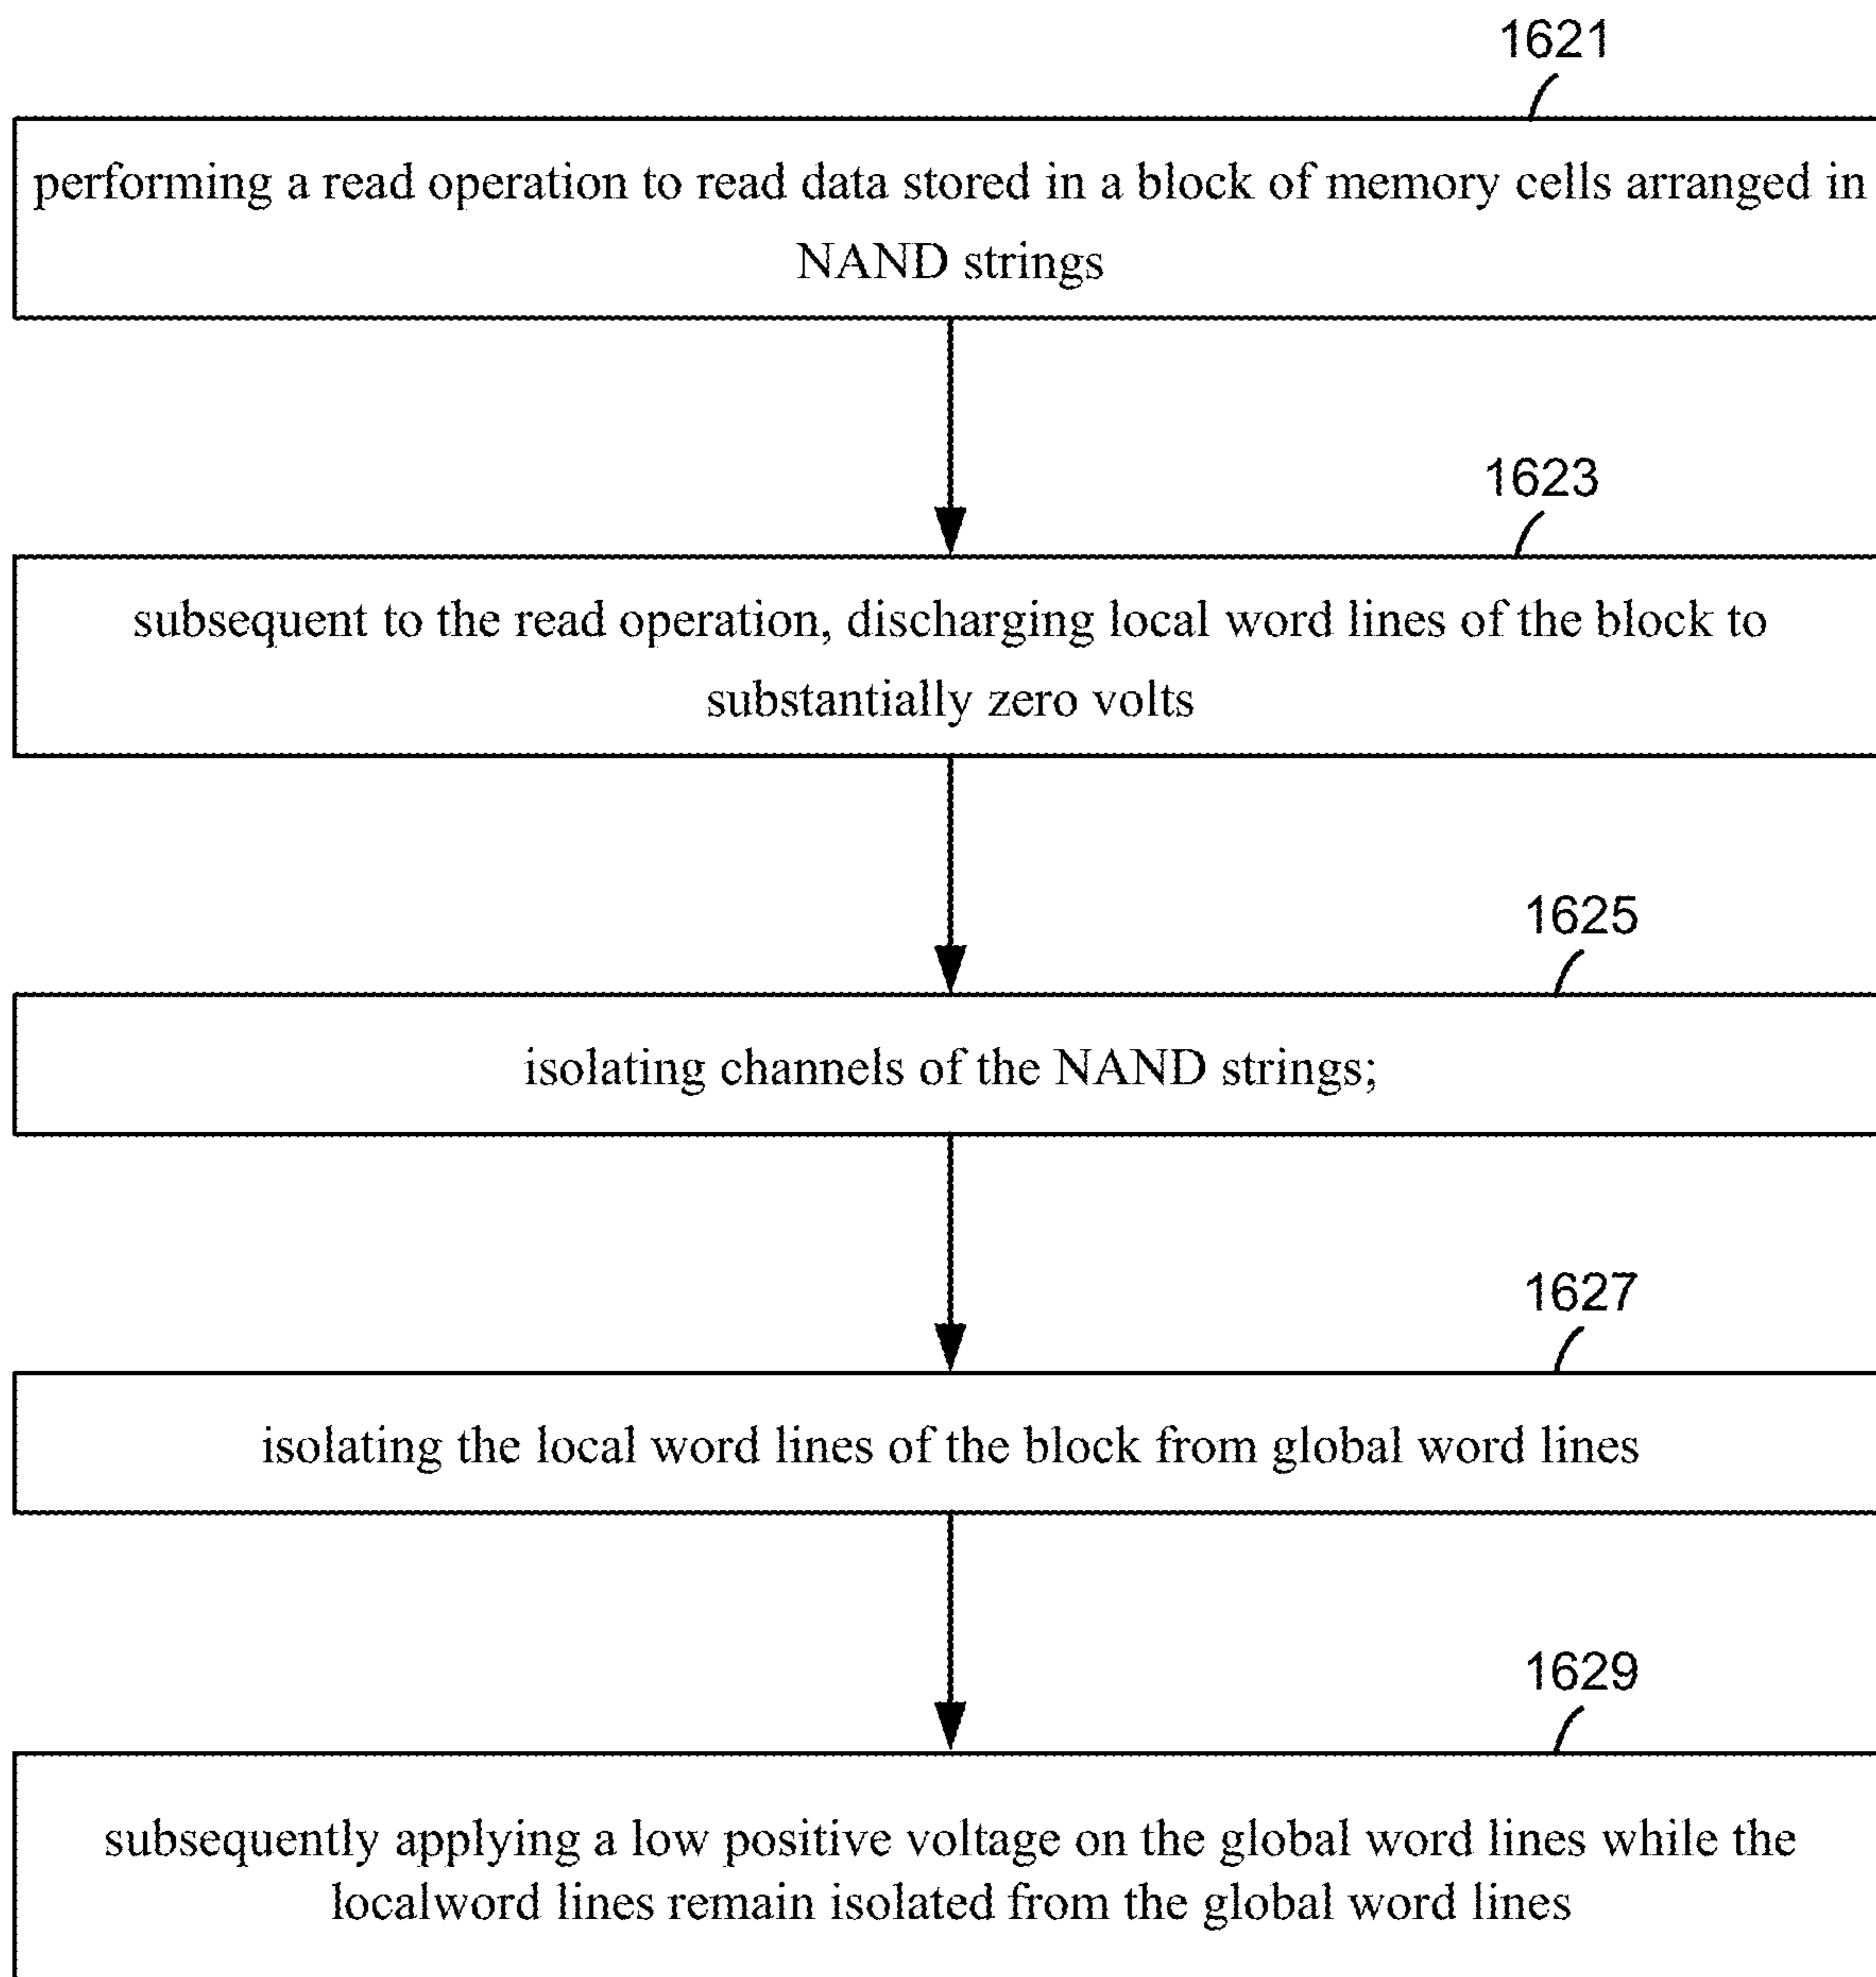 1621
performing a read operation to read data stored in a block of memory cells arranged in
NAND strings
1623
subsequent to the read operation, discharging local word lines of the block to
substantially zero volts
1625
isolating channels of the NAND strings;
1627
isolating the local word lines of the block from global word lines
1629
subsequently applying a low positive voltage on the global word lines while the
localword lines remain isolated from the global word lines